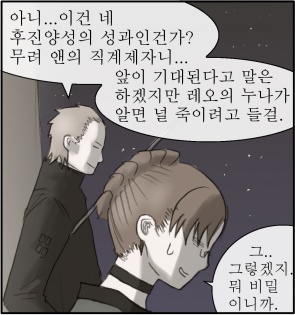 아니...이건 네
후진양성의 성과인건가?
무려 앤의 직계제자니...
앞이 기대된다고 말은
하겠지만 레오의 누나가
알면 널 죽이려고 들걸.
그..
그렇겠지.
뭐 비밀
이니까.